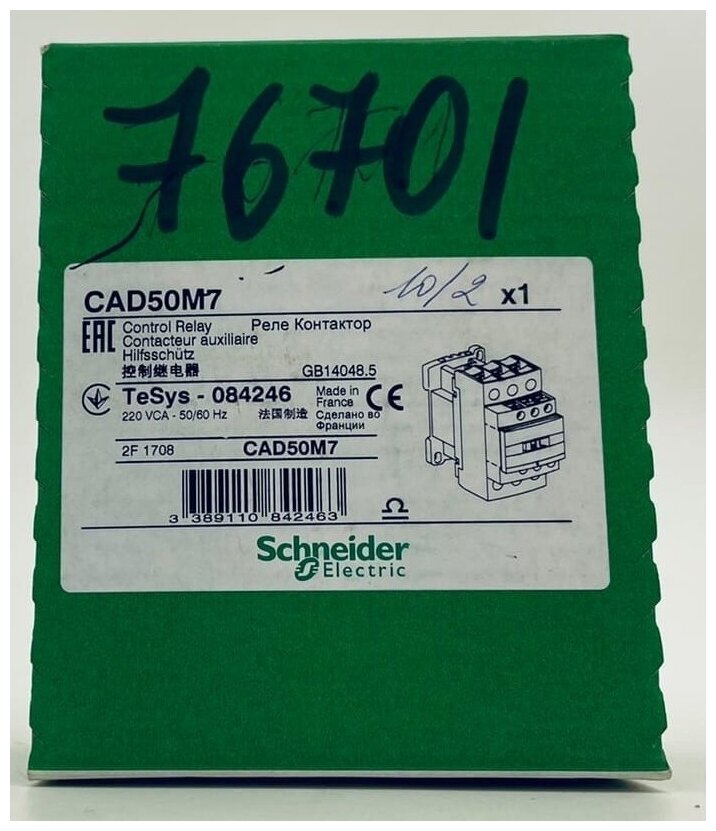 76701
CAD50M7 10/2 x1
EAC Control Relay Реле Контактор
Contacteur auxiliaire
Hilfsschütz
控制继电器 GB14048.5
TeSys - 084246 Made in France CE
220 VCA - 50/60 Hz 法国制造 Сделано во Франции
2F 1708 CAD50M7
3 389110 842463
Schneider
Electric